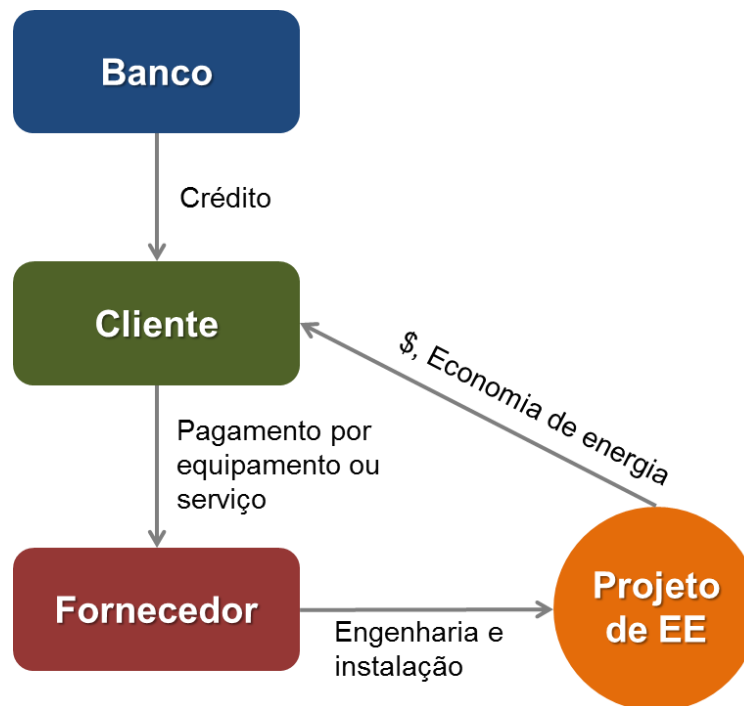 Banco
Crédito
Cliente
$, Economia de energia
Pagamento por
equipamento ou
serviço
Fornecedor
Engenharia e
instalação
Projeto
de EE